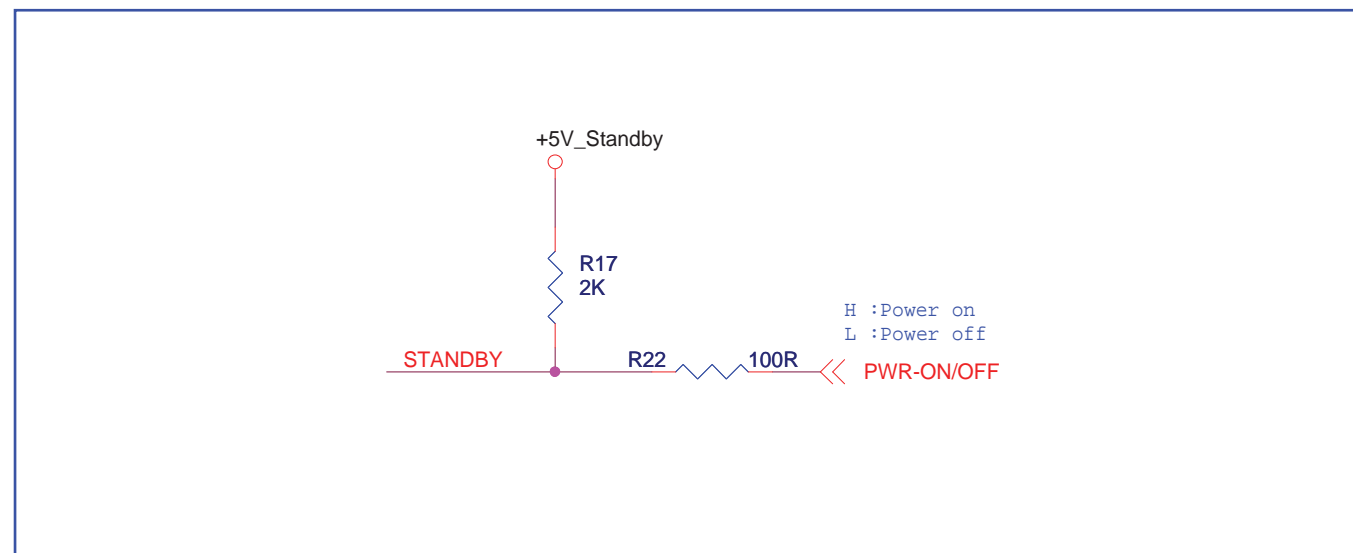 +5V_Standby
R17
2K
H :Power on
L :Power off
STANDBY
R22
100R
PWR-ON/OFF